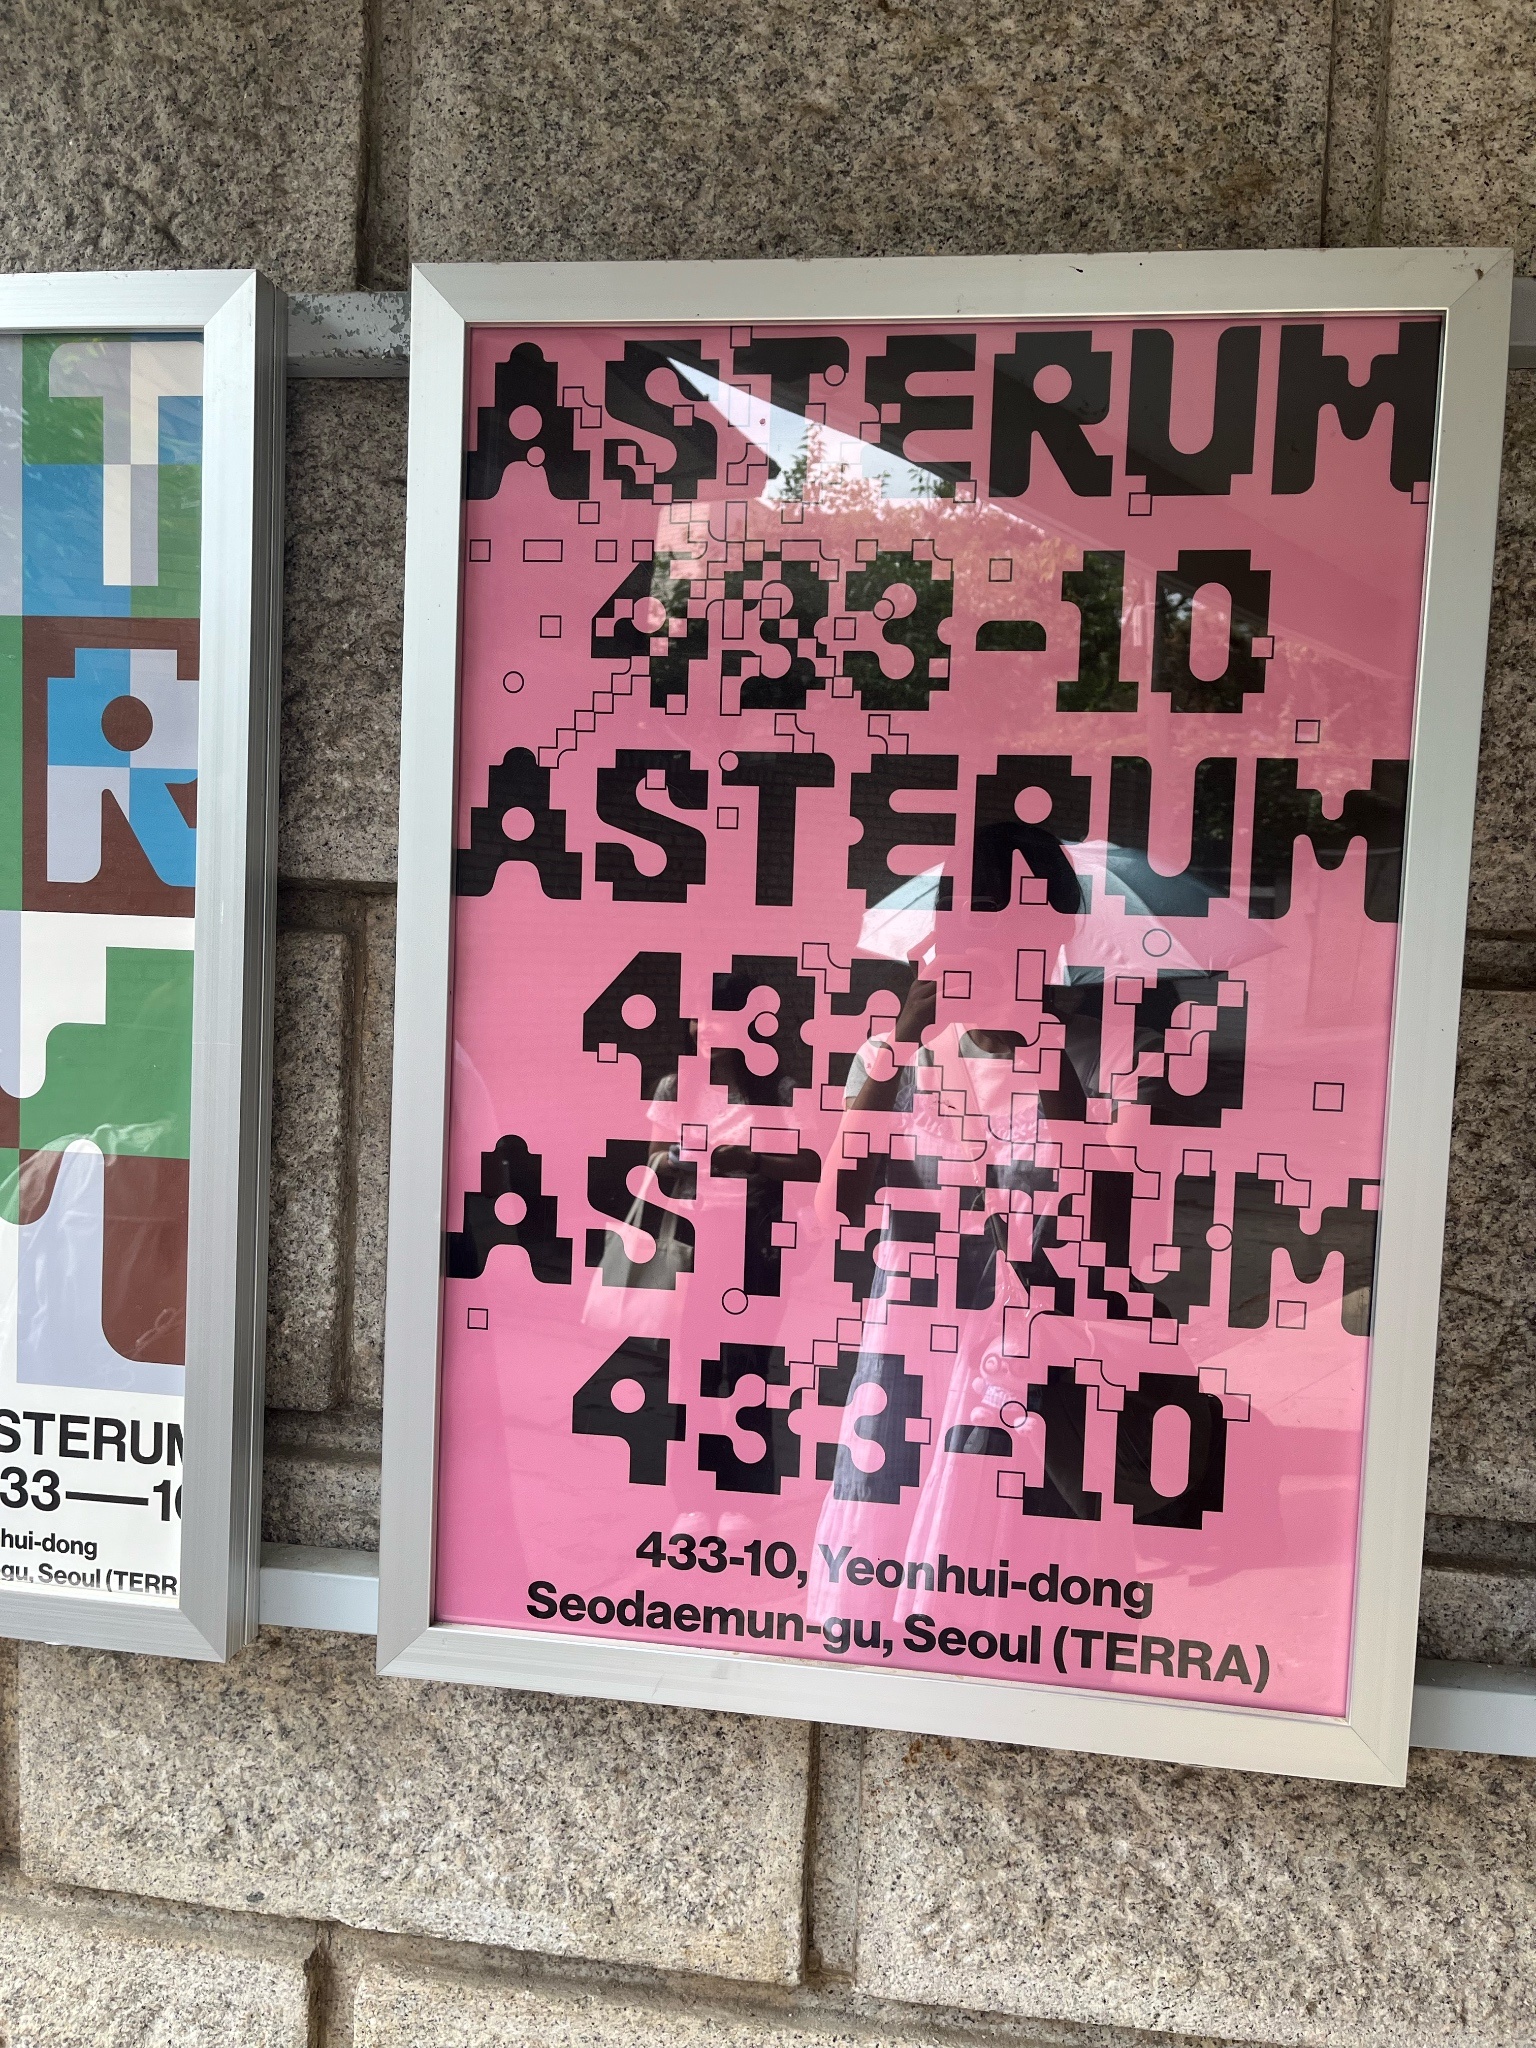 STERUM
33—10
hui-dong
-gu, Seoul (TERR
ASTERUM
433-10
ASTERUM
433-10
ASTERUM
433-10
433-10, Yeonhui-dong
Seodaemun-gu, Seoul (TERRA)